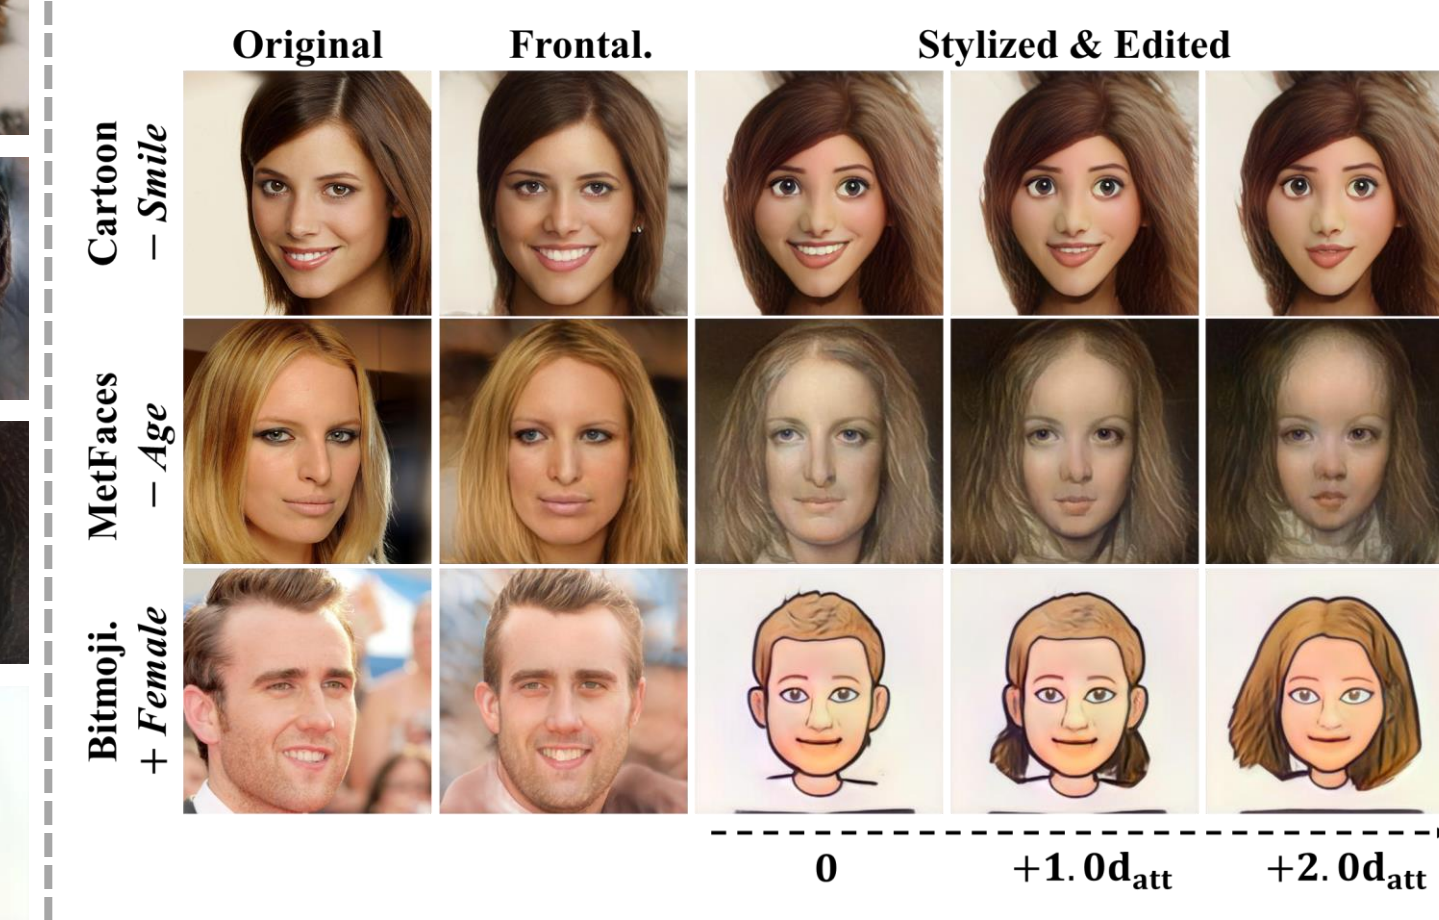 Original Frontal. Stylized & Edited
Cartoon
− Smile
MetFaces
− Age
Bitmoji.
+ Female
0 +1.0d_att +2.0d_att